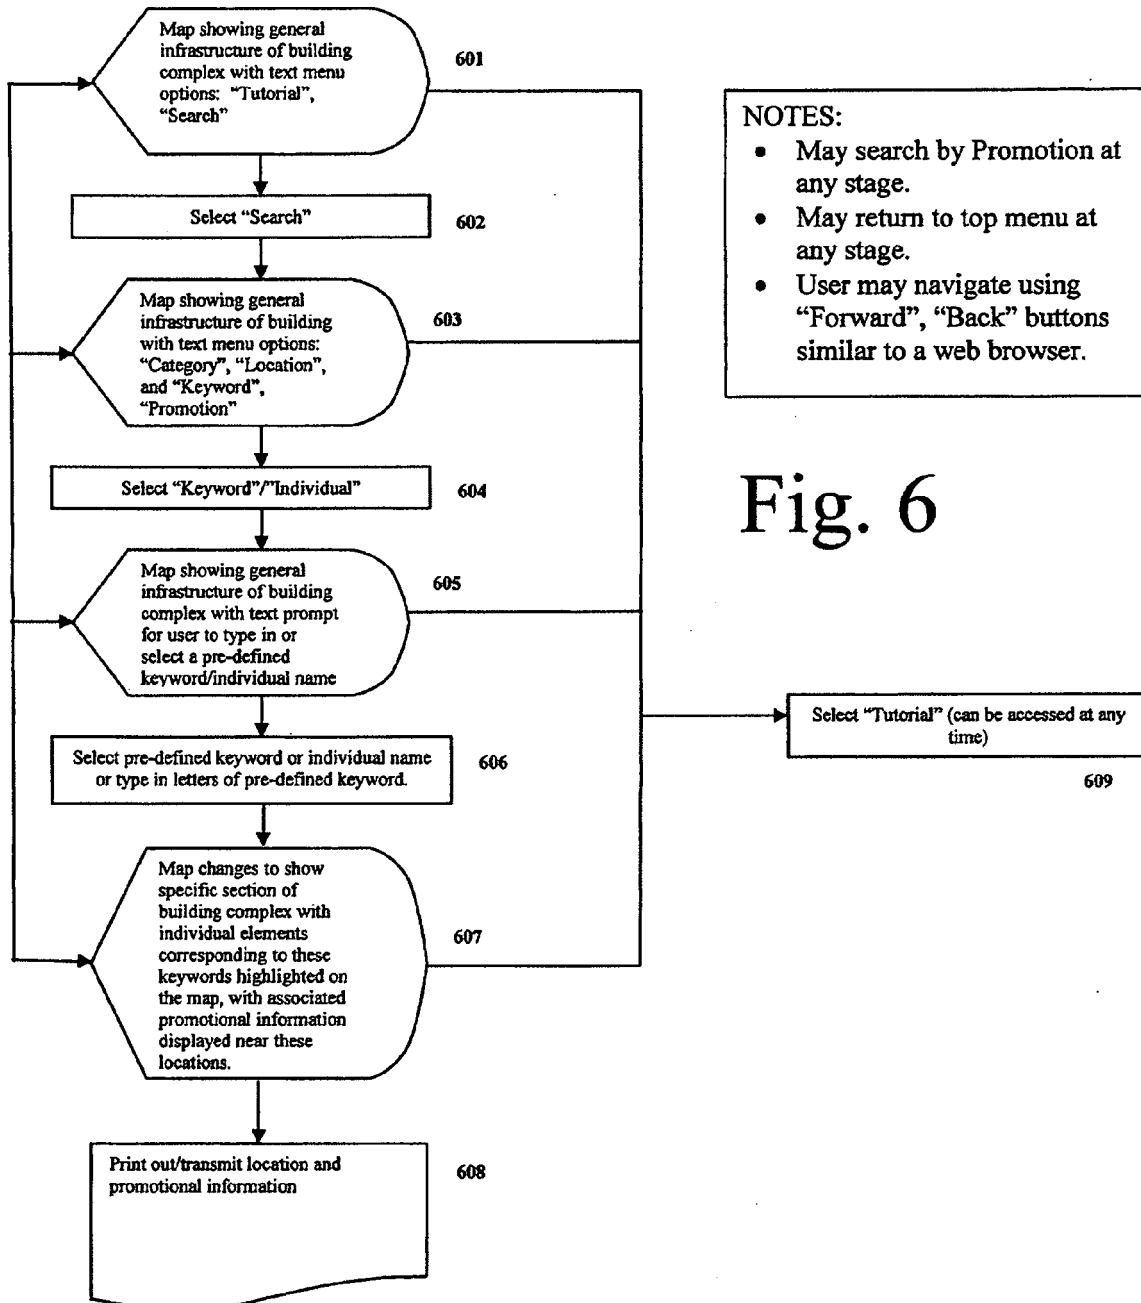 Map showing general
infrastructure of building
complex with text menu
options: "Tutorial",
"Search"
601
Select "Search"
602
Map showing general
infrastructure of building
with text menu options:
"Category", "Location",
and "Keyword",
"Promotion"
603
Select "Keyword"/"Individual"
604
Map showing general
infrastructure of building
complex with text prompt
for user to type in or
select a pre-defined
keyword/individual name
605
Select pre-defined keyword or individual name
or type in letters of pre-defined keyword.
606
Map changes to show
specific section of
building complex with
individual elements
corresponding to these
keywords highlighted on
the map, with associated
promotional information
displayed near these
locations.
607
Print out/transmit location and
promotional information
608
NOTES:
• May search by Promotion at
any stage.
• May return to top menu at
any stage.
• User may navigate using
"Forward", "Back" buttons
similar to a web browser.
Fig. 6
Select "Tutorial" (can be accessed at any
time)
609